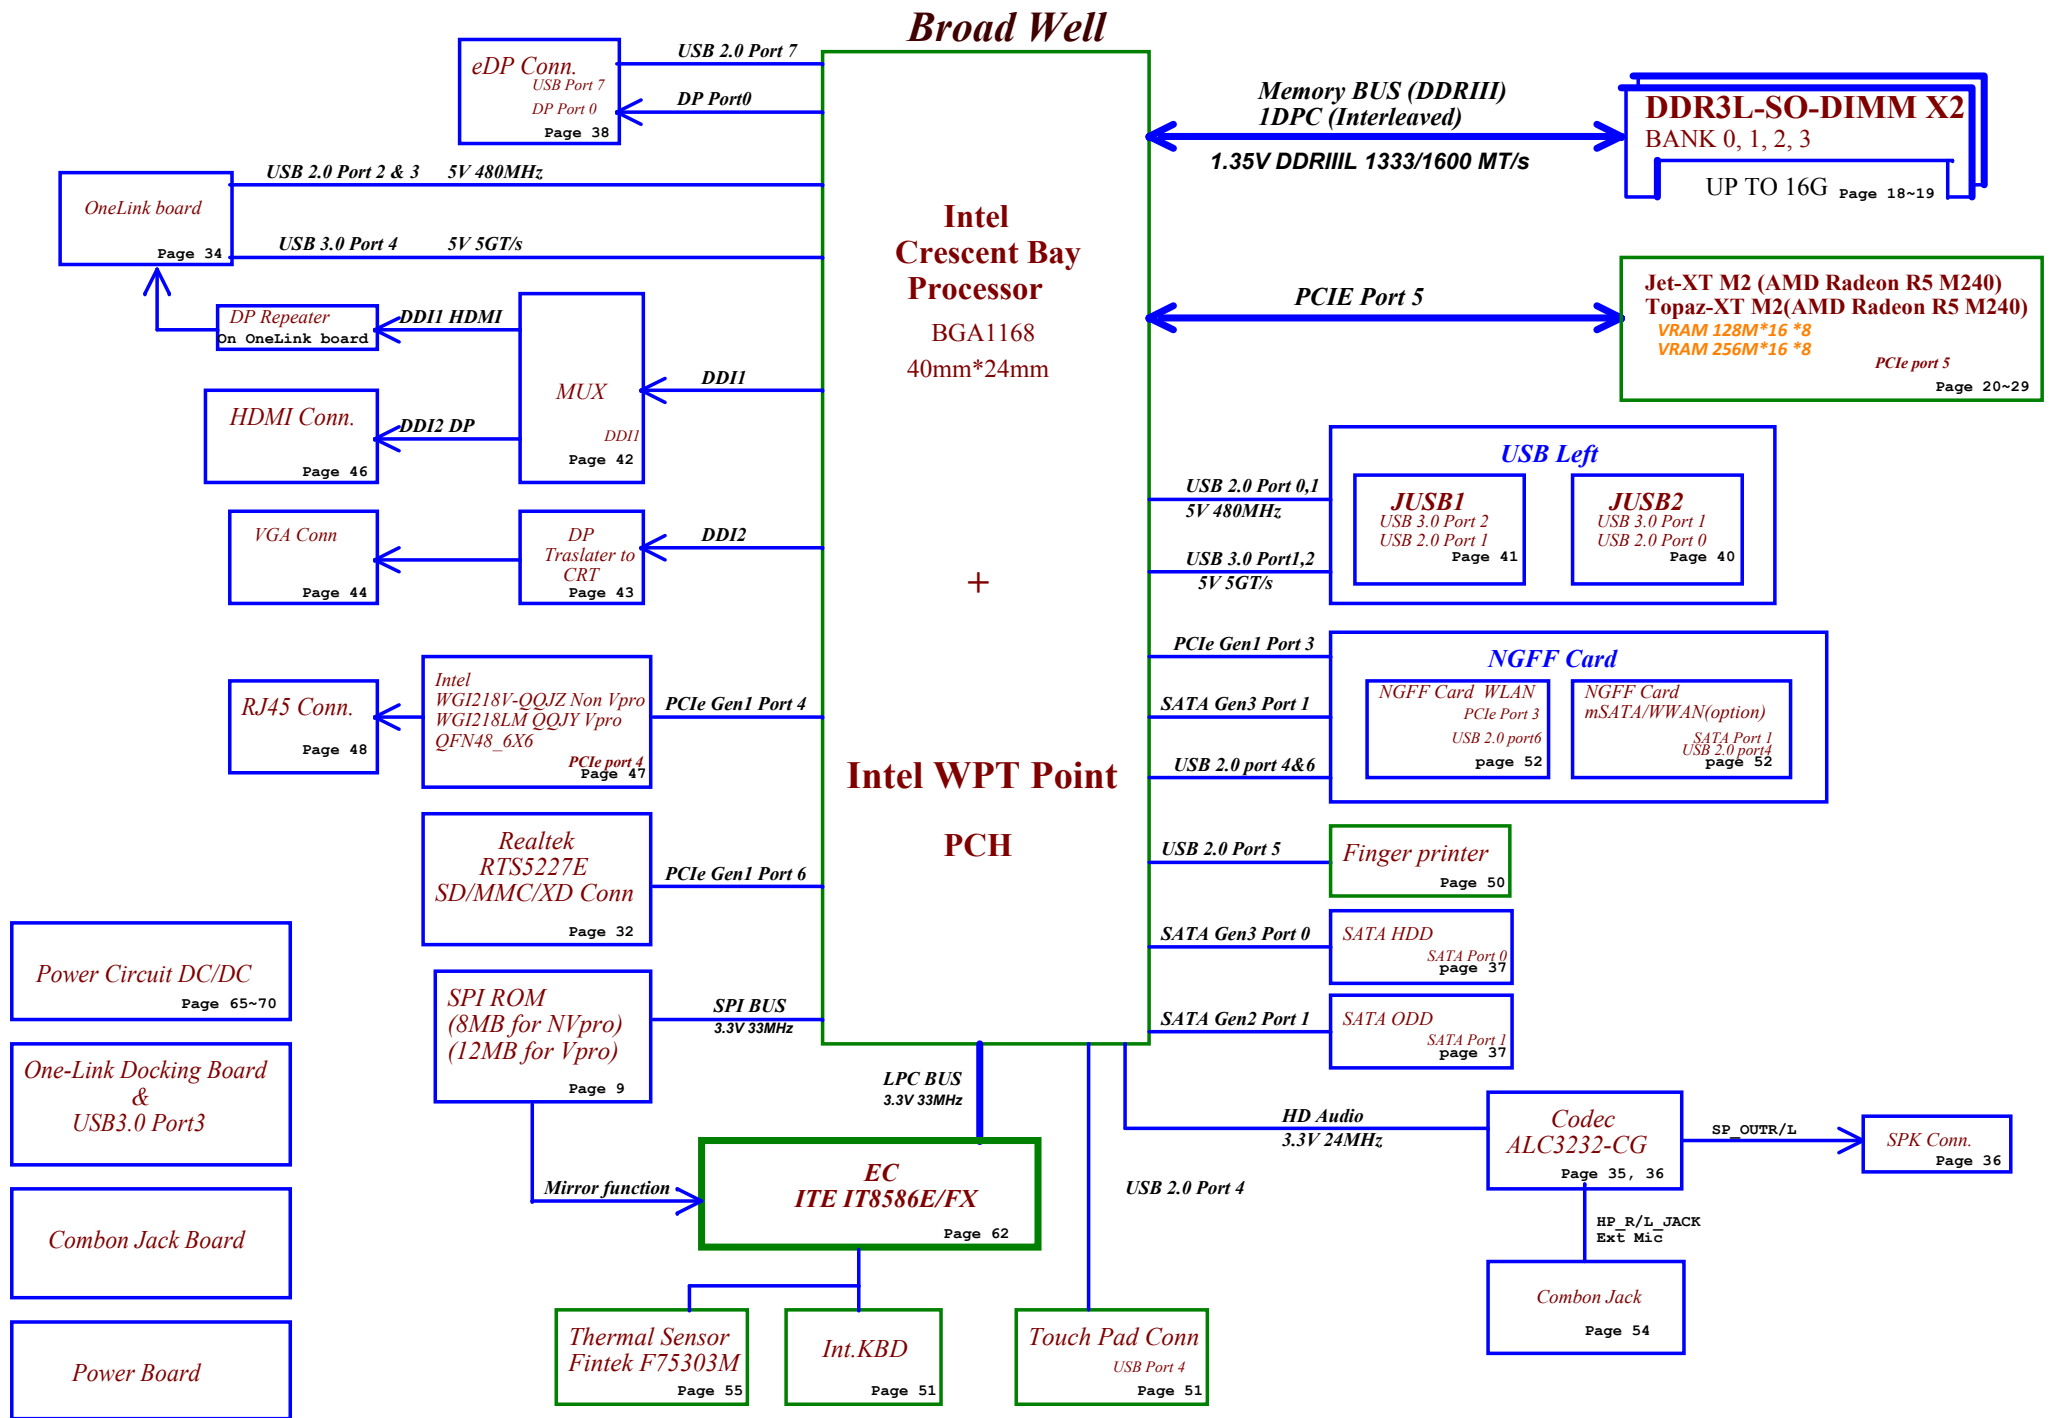 Broad Well
eDP Conn.
USB Port 7
DP Port 0
Page 38
USB 2.0 Port 7
DP Port0
OneLink board
Page 34
USB 2.0 Port 2 & 3 5V 480MHz
USB 3.0 Port 4 5V 5GT/s
DP Repeater
On OneLink board
DDI1 HDMI
HDMI Conn.
Page 46
DDI2 DP
MUX
DDI1
Page 42
DDI1
VGA Conn
Page 44
DP
Traslater to
CRT
Page 43
DDI2
RJ45 Conn.
Page 48
Intel
WGI218V-QQJZ Non Vpro
WGI218LM QQJY Vpro
QFN48_6X6
PCIe port 4
Page 47
PCIe Gen1 Port 4
Realtek
RTS5227E
SD/MMC/XD Conn
Page 32
PCIe Gen1 Port 6
SPI ROM
(8MB for NVpro)
(12MB for Vpro)
Page 9
SPI BUS
3.3V 33MHz
Power Circuit DC/DC
Page 65~70
One-Link Docking Board
&
USB3.0 Port3
Combon Jack Board
Power Board
Intel
Crescent Bay
Processor
BGA1168
40mm*24mm
+
Intel WPT Point
PCH
Memory BUS (DDRIII)
1DPC (Interleaved)
1.35V DDRIIIL 1333/1600 MT/s
DDR3L-SO-DIMM X2
BANK 0, 1, 2, 3
UP TO 16G Page 18~19
PCIE Port 5
Jet-XT M2 (AMD Radeon R5 M240)
Topaz-XT M2(AMD Radeon R5 M240)
VRAM 128M*16 *8
VRAM 256M*16 *8
PCIe port 5
Page 20~29
USB 2.0 Port 0,1
5V 480MHz
USB 3.0 Port1,2
5V 5GT/s
USB Left
JUSB1
USB 3.0 Port 2
USB 2.0 Port 1
Page 41
JUSB2
USB 3.0 Port 1
USB 2.0 Port 0
Page 40
PCIe Gen1 Port 3
SATA Gen3 Port 1
USB 2.0 port 4&6
NGFF Card
NGFF Card WLAN
PCIe Port 3
USB 2.0 port6
page 52
NGFF Card
mSATA/WWAN(option)
SATA Port 1
USB 2.0 port4
page 52
USB 2.0 Port 5
Finger printer
Page 50
SATA Gen3 Port 0
SATA HDD
SATA Port 0
page 37
SATA Gen2 Port 1
SATA ODD
SATA Port 1
page 37
LPC BUS
3.3V 33MHz
HD Audio
3.3V 24MHz
Codec
ALC3232-CG
Page 35, 36
SP_OUTR/L
SPK Conn.
Page 36
HP_R/L_JACK
Ext Mic
Combon Jack
Page 54
Mirror function
EC
ITE IT8586E/FX
Page 62
USB 2.0 Port 4
Thermal Sensor
Fintek F75303M
Page 55
Int.KBD
Page 51
Touch Pad Conn
USB Port 4
Page 51